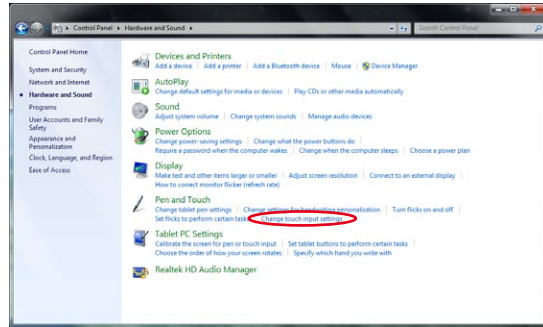 Control Panel ▸ Hardware and Sound ▸
Search Control Panel
Control Panel Home
System and Security
Network and Internet
Hardware and Sound
Programs
User Accounts and Family
Safety
Appearance and
Personalization
Clock, Language, and Region
Ease of Access
Devices and Printers
Add a device | Add a printer | Add a Bluetooth device | Mouse | Device Manager
AutoPlay
Change default settings for media or devices | Play CDs or other media automatically
Sound
Adjust system volume | Change system sounds | Manage audio devices
Power Options
Change power-saving settings | Change what the power buttons do |
Require a password when the computer wakes | Change when the computer sleeps | Choose a power plan
Display
Make text and other items larger or smaller | Adjust screen resolution | Connect to an external display |
How to correct monitor flicker (refresh rate)
Pen and Touch
Change tablet pen settings | Change settings for handwriting personalization | Turn flicks on and off |
Set flicks to perform certain tasks | Change touch input settings
Tablet PC Settings
Calibrate the screen for pen or touch input | Set tablet buttons to perform certain tasks |
Choose the order of how your screen rotates | Specify which hand you write with
Realtek HD Audio Manager